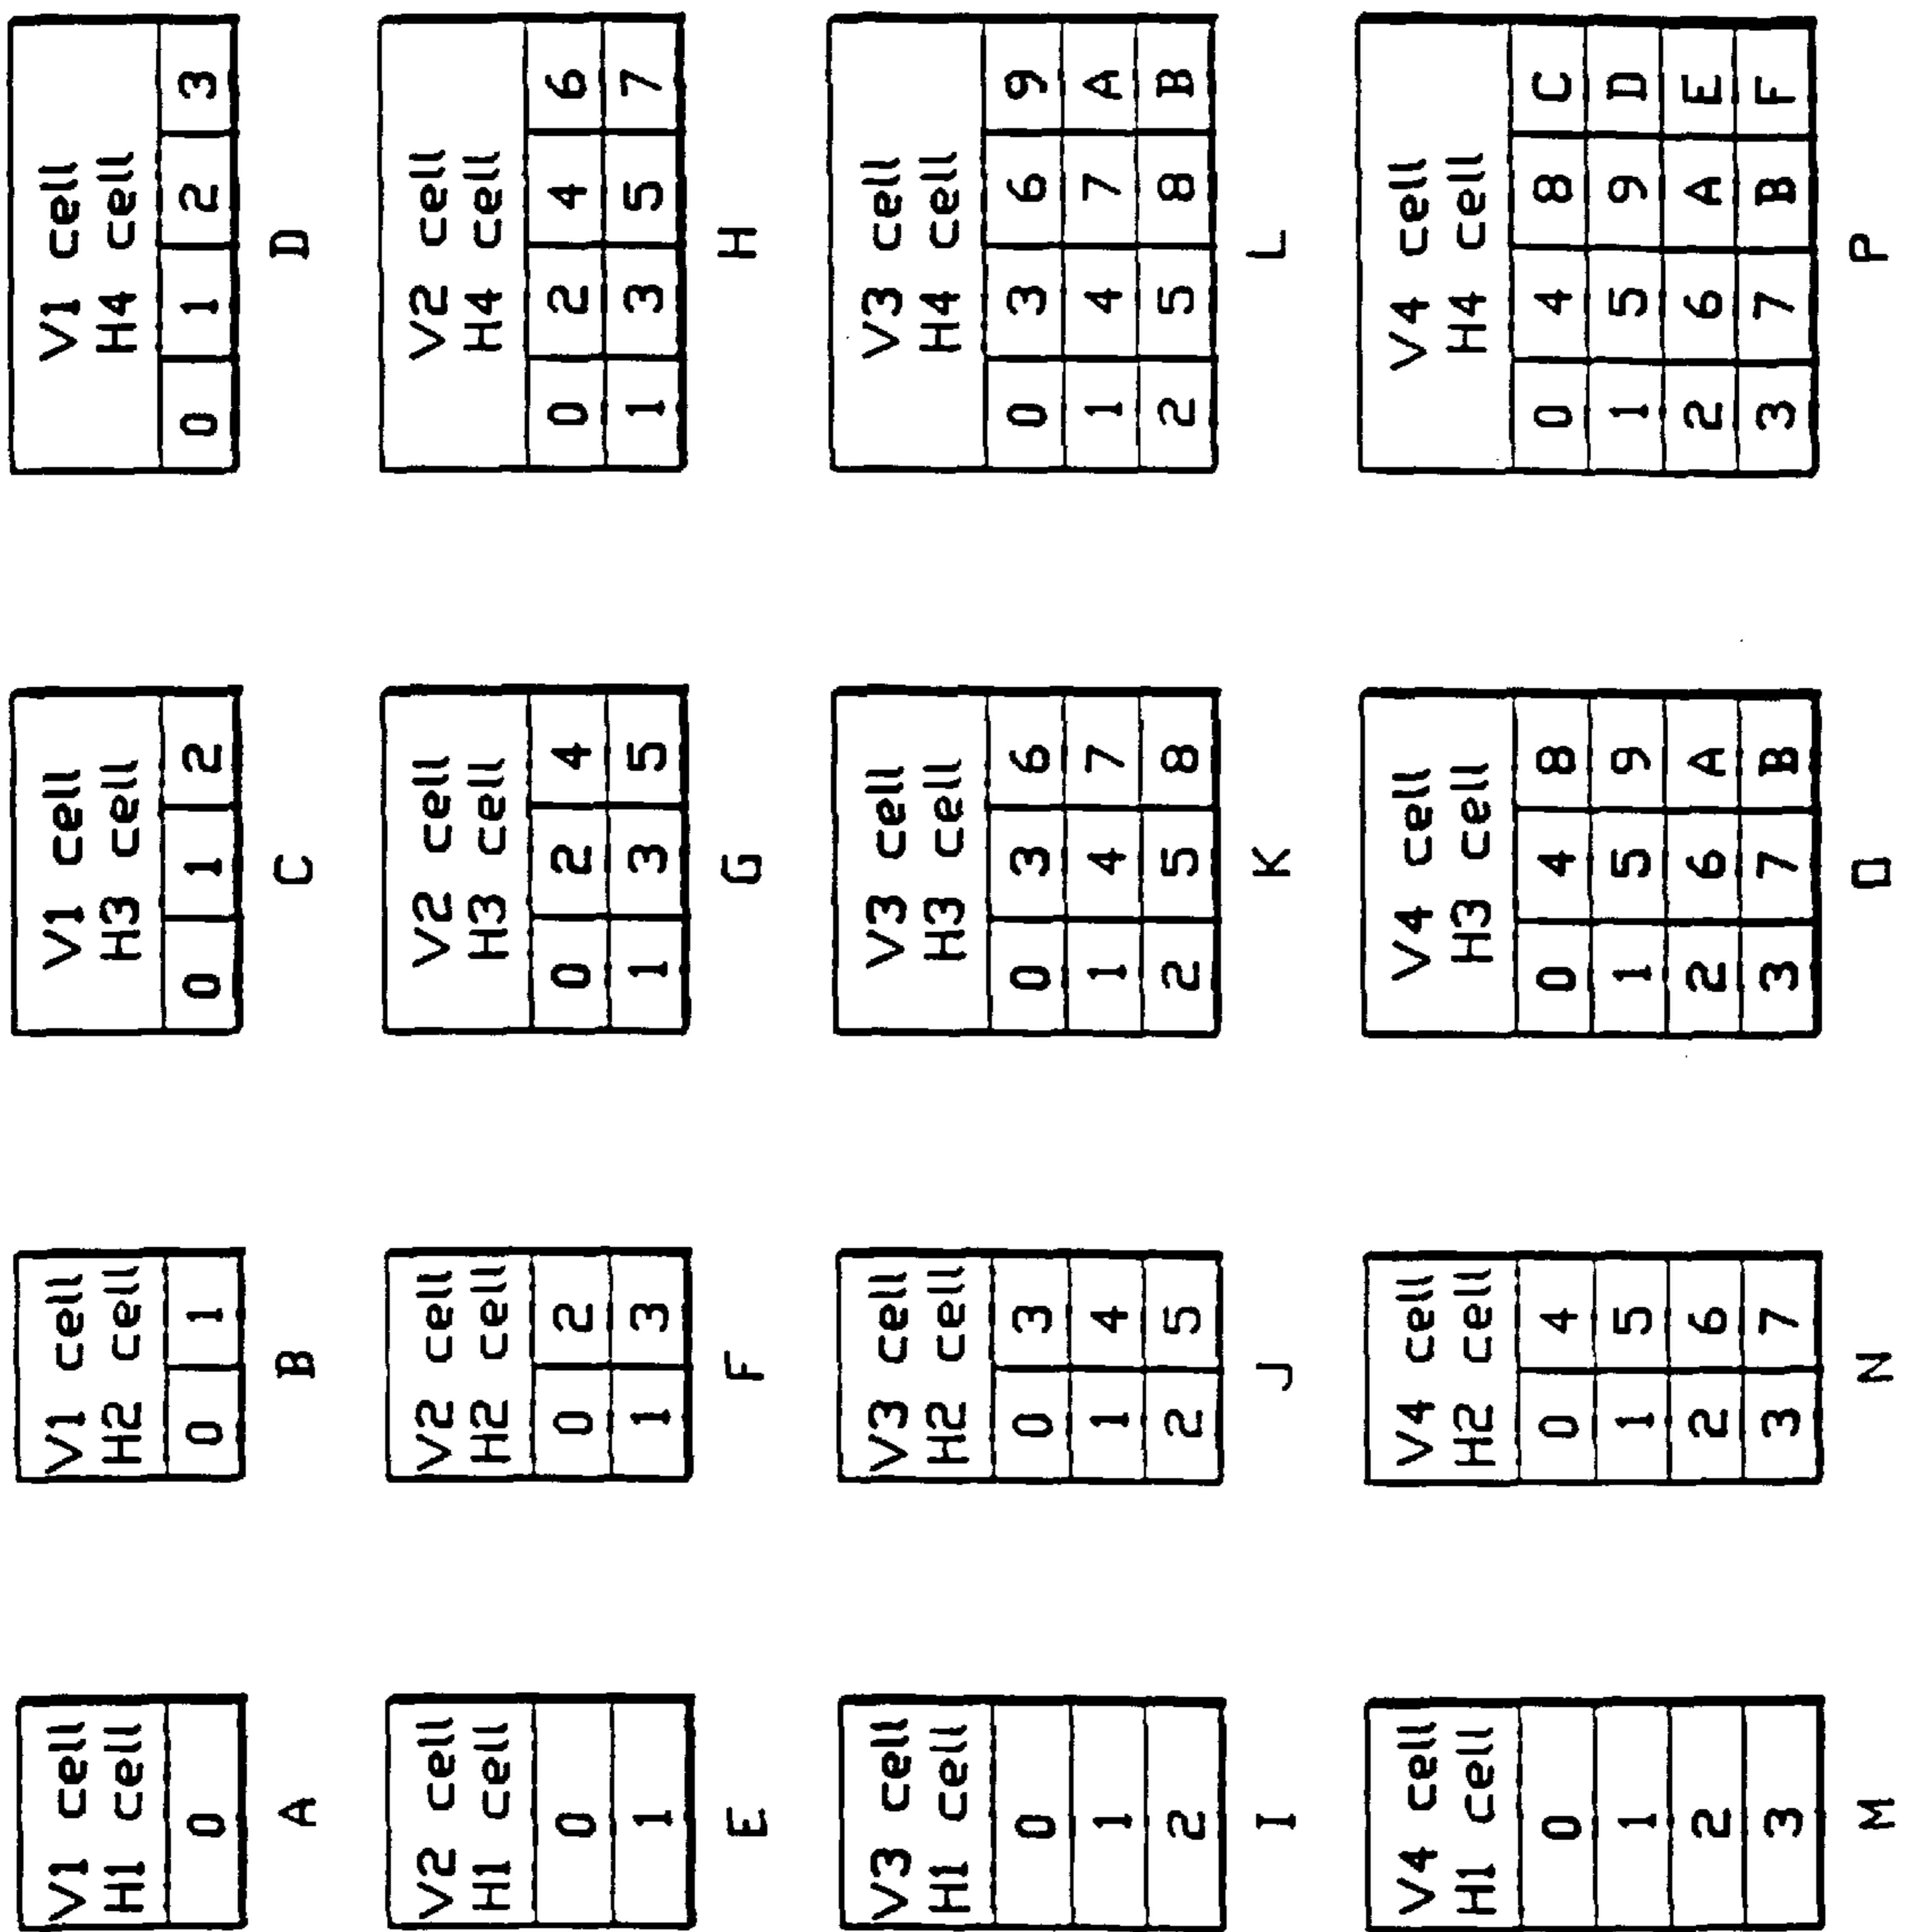 V1 cell
H1 cell
0
A
V1 cell
H2 cell
0 1
B
V1 cell
H3 cell
0 1 2
C
V1 cell
H4 cell
0 1 2 3
D
V2 cell
H1 cell
0
1
E
V2 cell
H2 cell
0 2
1 3
F
V2 cell
H3 cell
0 2 4
1 3 5
G
V2 cell
H4 cell
0 2 4 6
1 3 5 7
H
V3 cell
H1 cell
0
1
2
I
V3 cell
H2 cell
0 3
1 4
2 5
J
V3 cell
H3 cell
0 3 6
1 4 7
2 5 8
K
V3 cell
H4 cell
0 3 6 9
1 4 7 A
2 5 8 B
L
V4 cell
H1 cell
0
1
2
3
M
V4 cell
H2 cell
0 4
1 5
2 6
3 7
N
V4 cell
H3 cell
0 4 8
1 5 9
2 6 A
3 7 B
O
V4 cell
H4 cell
0 4 8 C
1 5 9 D
2 6 A E
3 7 B F
P